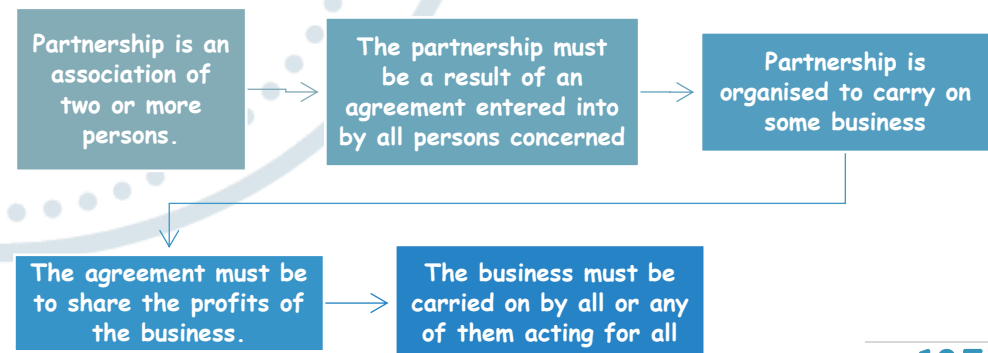 Partnership is an
association of
two or more
persons.
The partnership must
be a result of an
agreement entered into
by all persons concerned
Partnership is
organised to carry on
some business
The agreement must be
to share the profits of
the business.
The business must be
carried on by all or any
of them acting for all